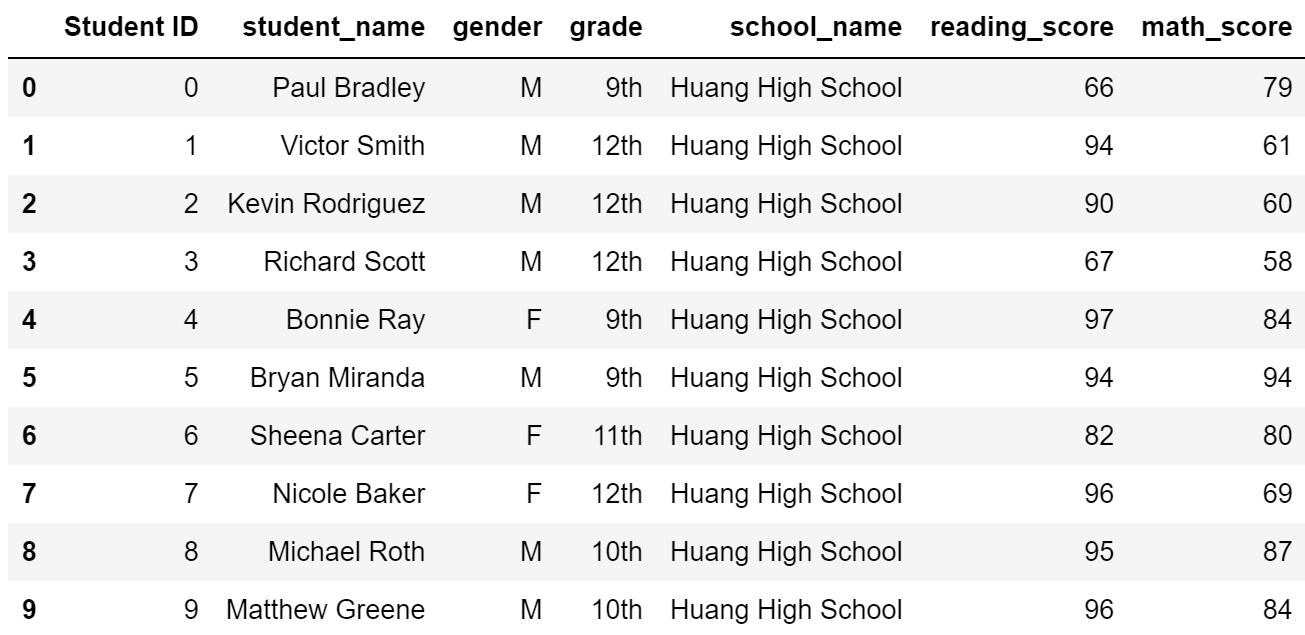 Student ID student_name gender grade school_name reading_score math_score
0 0 Paul Bradley M 9th Huang High School 66 79
1 1 Victor Smith M 12th Huang High School 94 61
2 2 Kevin Rodriguez M 12th Huang High School 90 60
3 3 Richard Scott M 12th Huang High School 67 58
4 4 Bonnie Ray F 9th Huang High School 97 84
5 5 Bryan Miranda M 9th Huang High School 94 94
6 6 Sheena Carter F 11th Huang High School 82 80
7 7 Nicole Baker F 12th Huang High School 96 69
8 8 Michael Roth M 10th Huang High School 95 87
9 9 Matthew Greene M 10th Huang High School 96 84